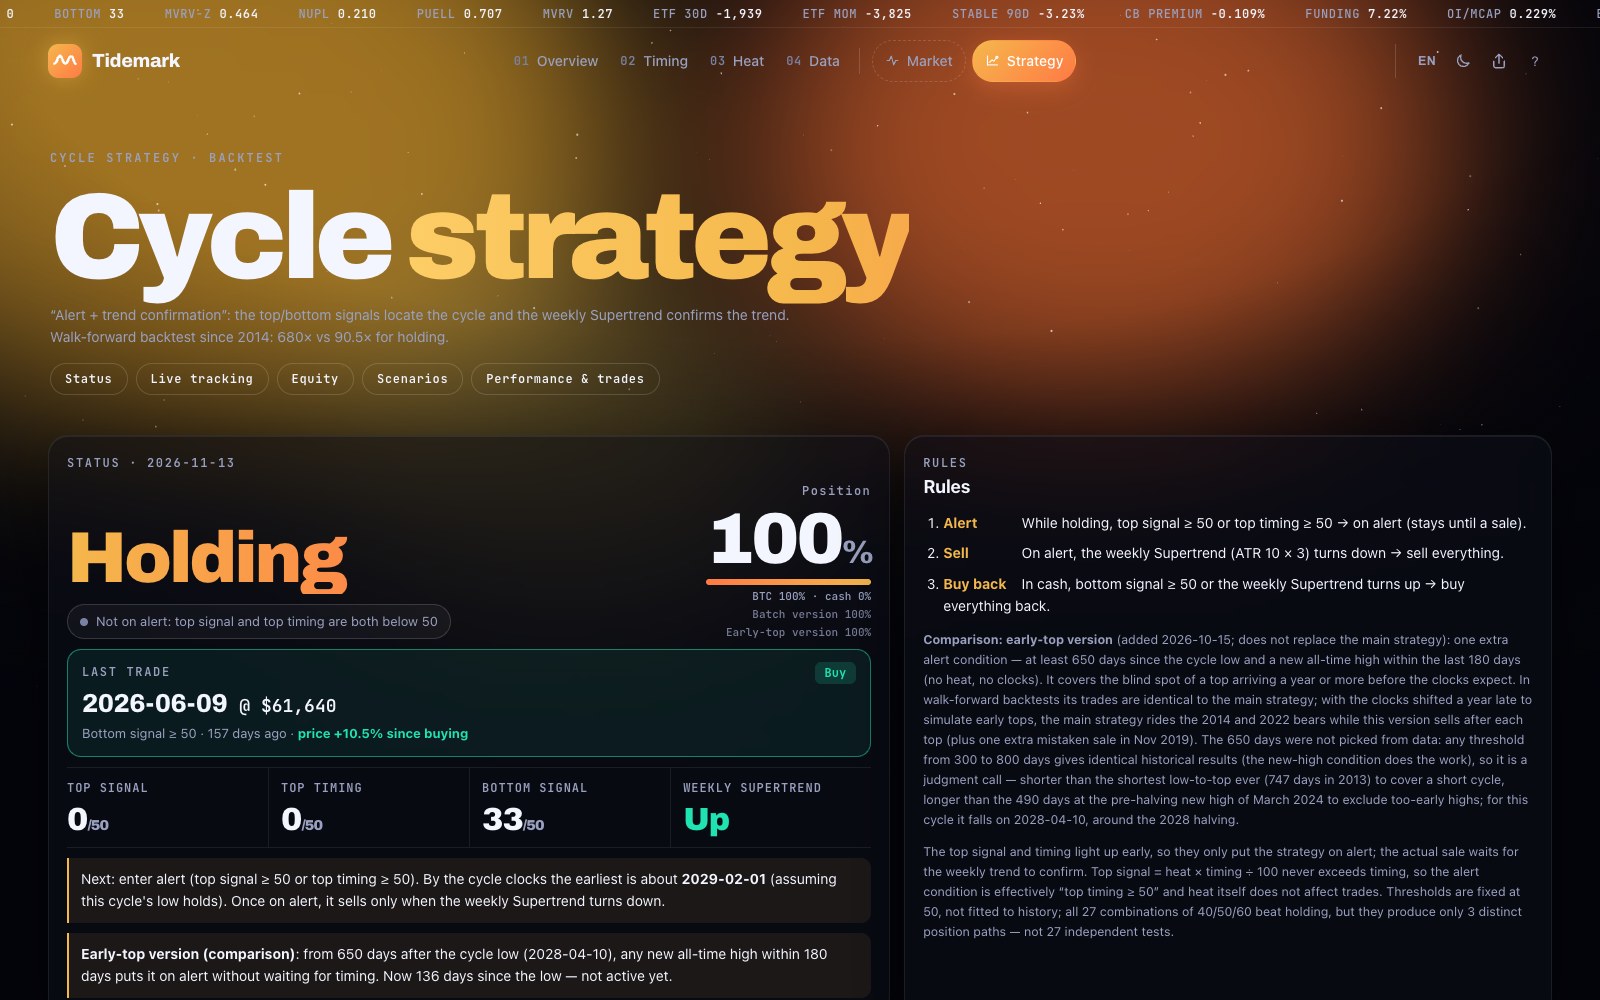 0 BOTTOM 33 MVRV-Z 0.464 NUPL 0.210 PUELL 0.707 MVRV 1.27 ETF 30D -1,939 ETF MOM -3,825 STABLE 90D -3.23% CB PREMIUM -0.109% FUNDING 7.22% OI/MCAP 0.229%
Tidemark 01 Overview 02 Timing 03 Heat 04 Data Market Strategy EN ?
CYCLE STRATEGY · BACKTEST
Cycle strategy
“Alert + trend confirmation”: the top/bottom signals locate the cycle and the weekly Supertrend confirms the trend.
Walk-forward backtest since 2014: 680× vs 90.5× for holding.
Status Live tracking Equity Scenarios Performance & trades
STATUS · 2026-11-13
Position
Holding
100%
BTC 100% · cash 0%
Batch version 100%
Early-top version 100%
Not on alert: top signal and top timing are both below 50
LAST TRADE
Buy
2026-06-09 @ $61,640
Bottom signal ≥ 50 · 157 days ago · price +10.5% since buying
TOP SIGNAL
0/50
TOP TIMING
0/50
BOTTOM SIGNAL
33/50
WEEKLY SUPERTREND
Up
Next: enter alert (top signal ≥ 50 or top timing ≥ 50). By the cycle clocks the earliest is about 2029-02-01 (assuming
this cycle's low holds). Once on alert, it sells only when the weekly Supertrend turns down.
Early-top version (comparison): from 650 days after the cycle low (2028-04-10), any new all-time high within 180
days puts it on alert without waiting for timing. Now 136 days since the low — not active yet.
RULES
Rules
1. Alert While holding, top signal ≥ 50 or top timing ≥ 50 → on alert (stays until a sale).
2. Sell On alert, the weekly Supertrend (ATR 10 × 3) turns down → sell everything.
3. Buy back In cash, bottom signal ≥ 50 or the weekly Supertrend turns up → buy
everything back.
Comparison: early-top version (added 2026-10-15; does not replace the main strategy): one extra
alert condition — at least 650 days since the cycle low and a new all-time high within the last 180 days
(no heat, no clocks). It covers the blind spot of a top arriving a year or more before the clocks expect. In
walk-forward backtests its trades are identical to the main strategy; with the clocks shifted a year late to
simulate early tops, the main strategy rides the 2014 and 2022 bears while this version sells after each
top (plus one extra mistaken sale in Nov 2019). The 650 days were not picked from data: any threshold
from 300 to 800 days gives identical historical results (the new-high condition does the work), so it is a
judgment call — shorter than the shortest low-to-top ever (747 days in 2013) to cover a short cycle,
longer than the 490 days at the pre-halving new high of March 2024 to exclude too-early highs; for this
cycle it falls on 2028-04-10, around the 2028 halving.
The top signal and timing light up early, so they only put the strategy on alert; the actual sale waits for
the weekly trend to confirm. Top signal = heat × timing ÷ 100 never exceeds timing, so the alert
condition is effectively “top timing ≥ 50” and heat itself does not affect trades. Thresholds are fixed at
50, not fitted to history; all 27 combinations of 40/50/60 beat holding, but they produce only 3 distinct
position paths — not 27 independent tests.